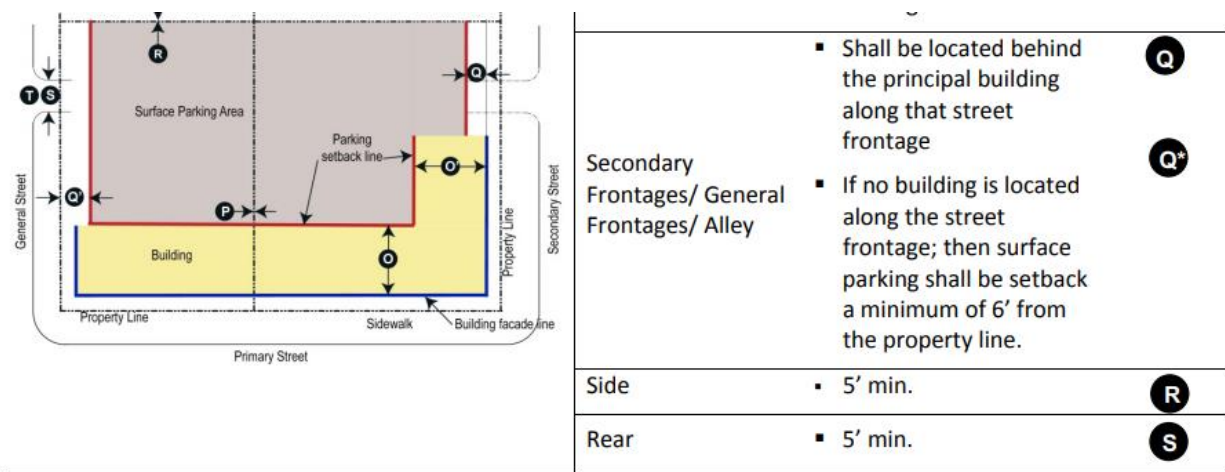 R
Q
T S
Surface Parking Area
Parking
setback line
O'
General Street
Q'
P
Property Line
Secondary Street
Building
O
Property Line
Sidewalk
Building facade line
Primary Street
Secondary
Frontages/ General
Frontages/ Alley
▪ Shall be located behind
the principal building
along that street
frontage
Q
▪ If no building is located
along the street
frontage; then surface
parking shall be setback
a minimum of 6’ from
the property line.
Q*
Side ▪ 5’ min. R
Rear ▪ 5’ min. S